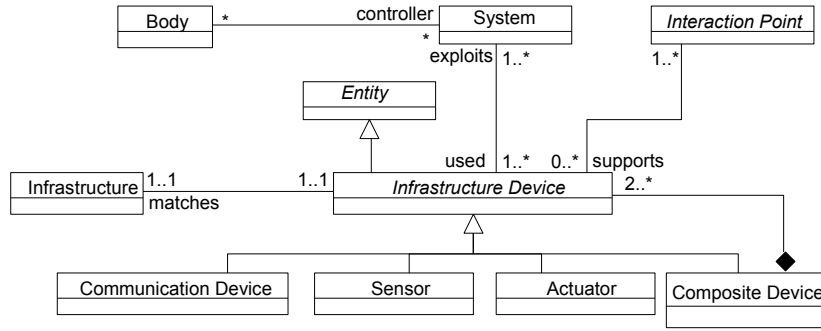 Body
*
controller
*
System
Interaction Point
exploits
1..*
1..*
Entity
used
1..*
0..*
supports
Infrastructure
1..1
matches
1..1
Infrastructure Device
2..*
Communication Device
Sensor
Actuator
Composite Device